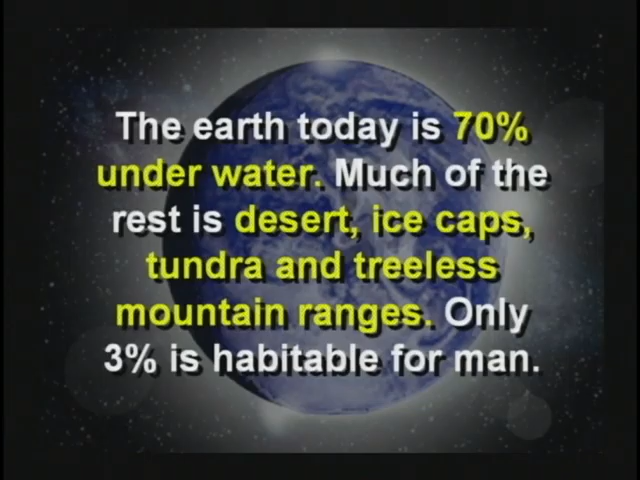 The earth today is 70%
under water. Much of the
rest is desert, ice caps,
tundra and treeless
mountain ranges. Only
3% is habitable for man.